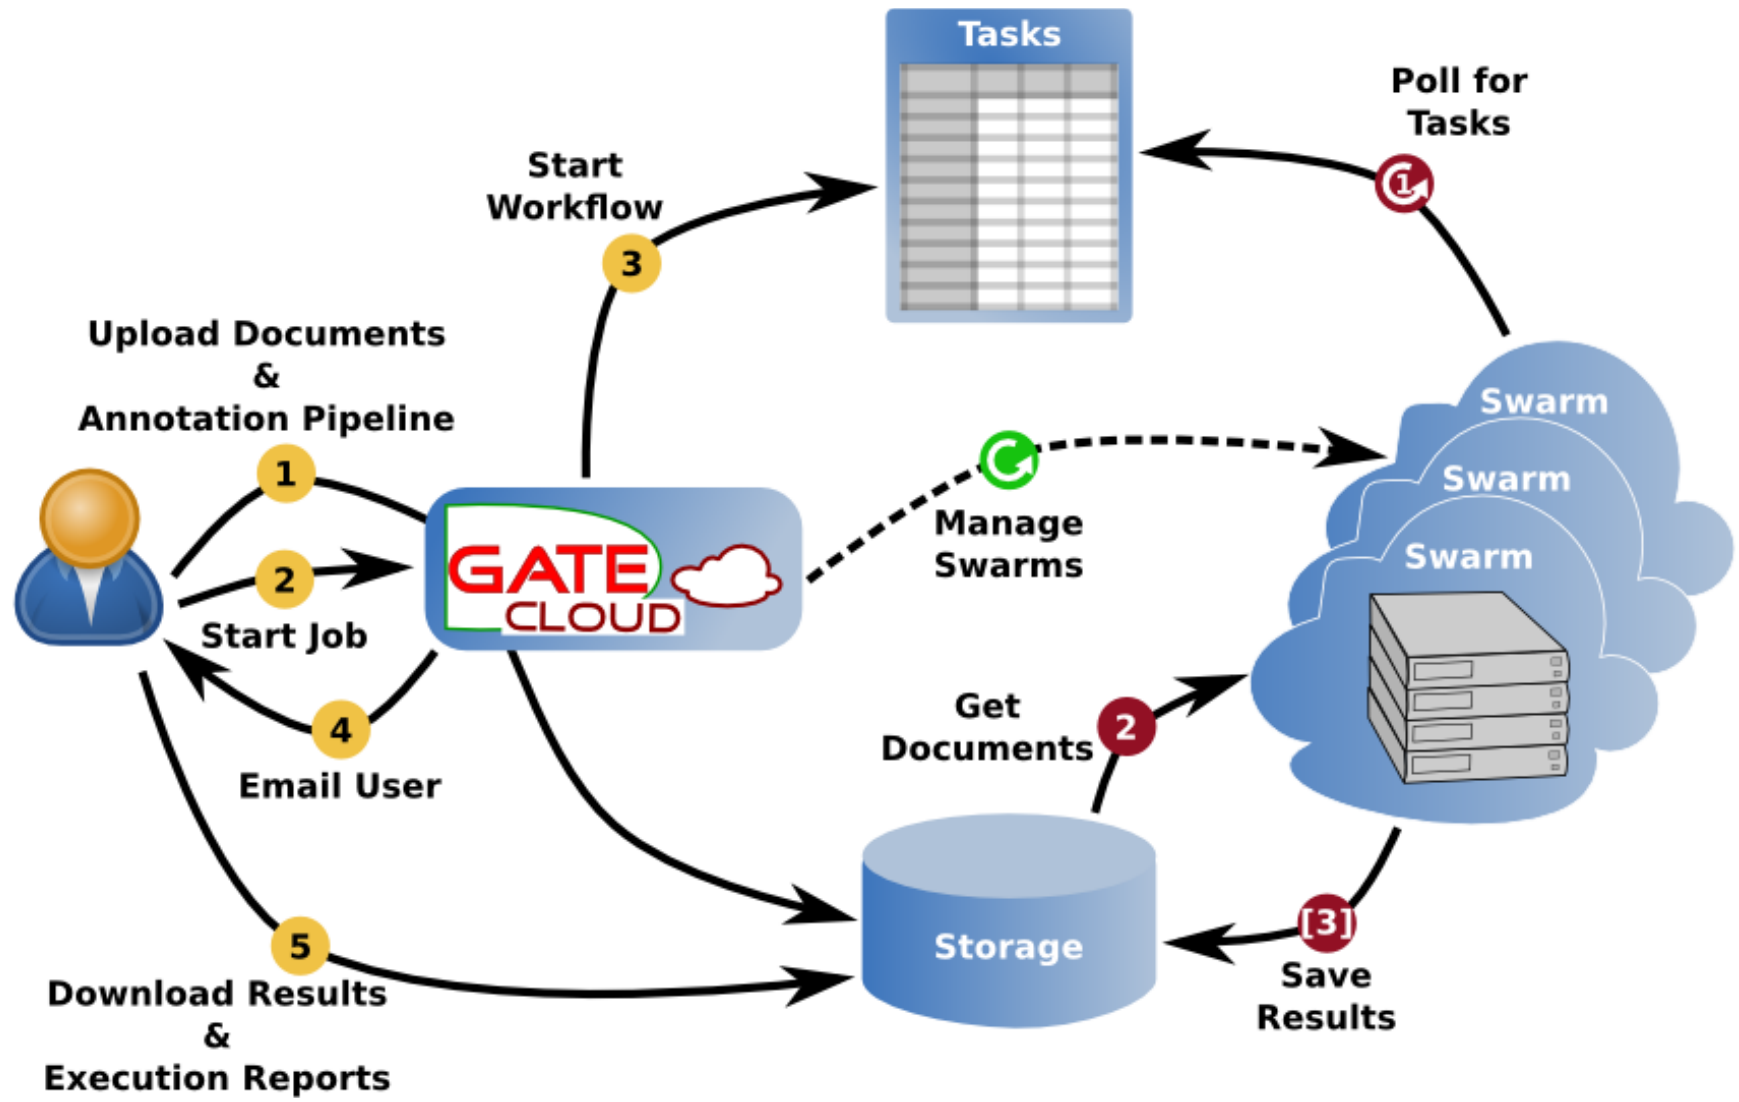 Tasks
Poll for
Tasks
1
Start
Workflow
3
Upload Documents
&
Annotation Pipeline
1
2
Start Job
GATE
CLOUD
4
Email User
Manage
Swarms
Swarm
Swarm
Swarm
Get
Documents
2
Storage
[3]
Save
Results
5
Download Results
&
Execution Reports